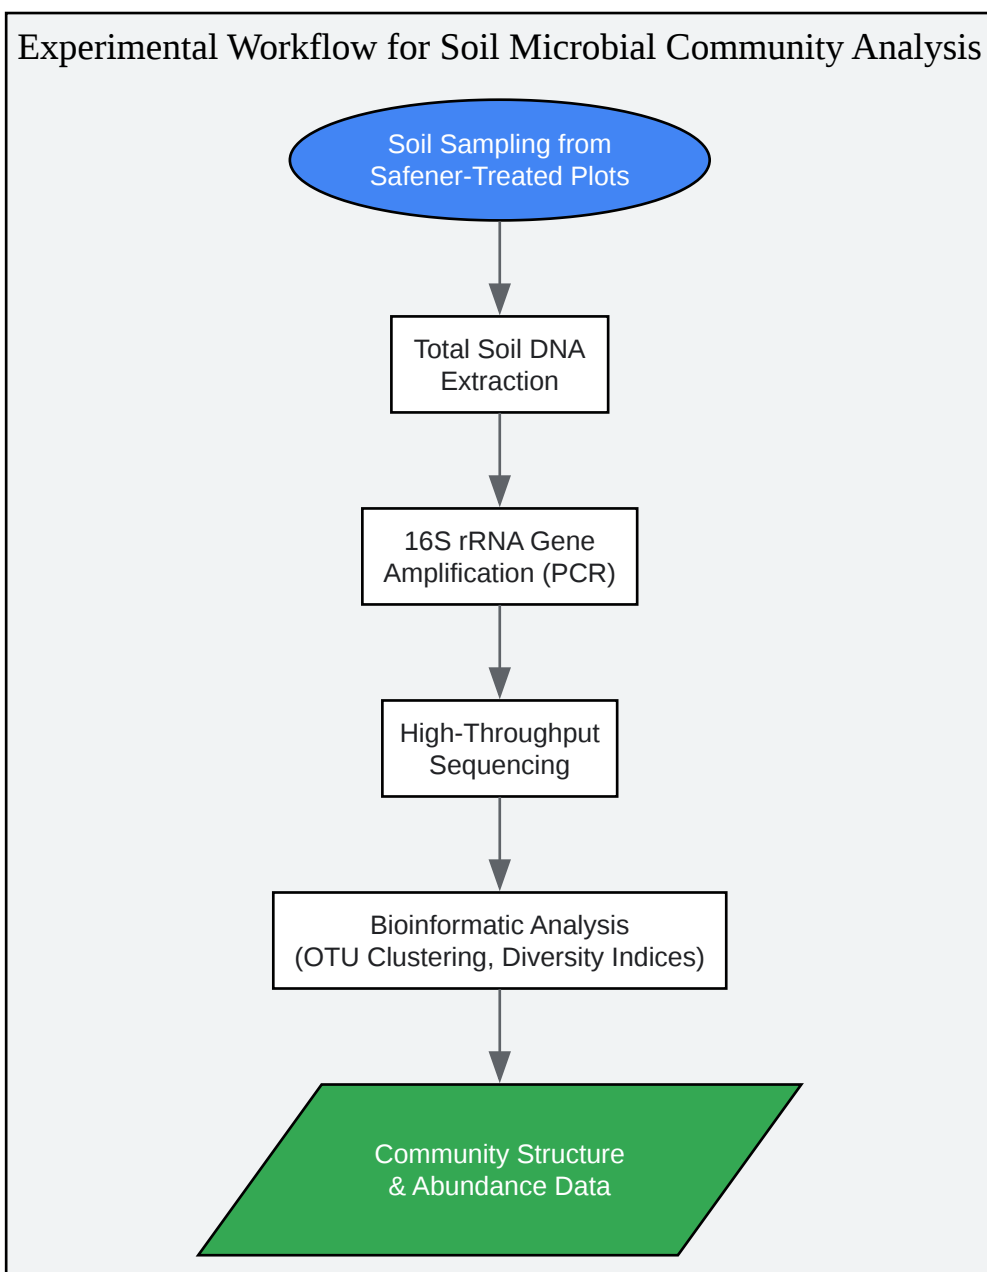 Experimental Workflow for Soil Microbial Community Analysis
Soil Sampling from
Safener-Treated Plots
Total Soil DNA
Extraction
16S rRNA Gene
Amplification (PCR)
High-Throughput
Sequencing
Bioinformatic Analysis
(OTU Clustering, Diversity Indices)
Community Structure
& Abundance Data